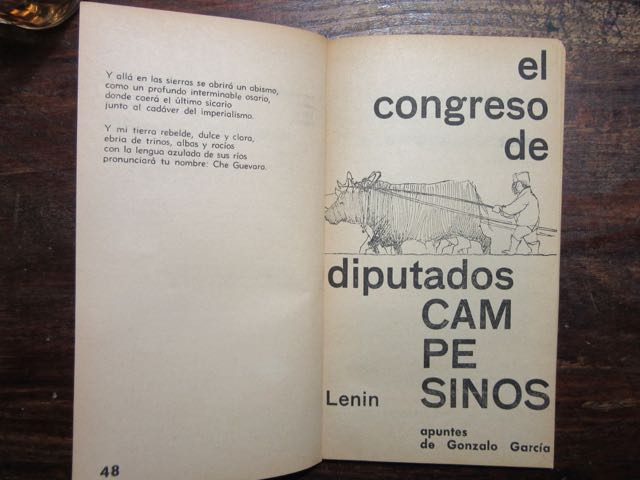 Y allá en las sierras se abrirá un abismo,
como un profundo interminable osario,
donde caerá el último sicario
junto al cadáver del imperialismo.
Y mi tierra rebelde, dulce y clara,
ebria de trinos, albas y rocíos
con la lengua azulada de sus ríos
pronunciará tu nombre: Che Guevara.
48
el
congreso
de
diputados
CAM
PE
SINOS
Lenin
apuntes
de Gonzalo García